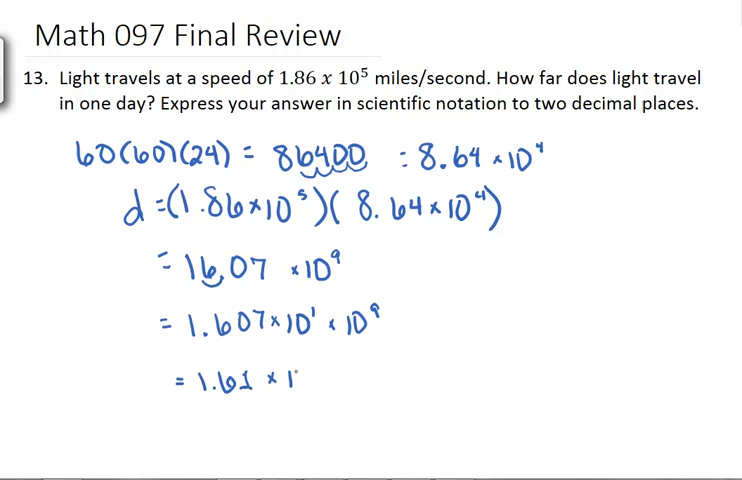 Math 097 Final Review
13. Light travels at a speed of 1.86 x 10⁵ miles/second. How far does light travel
in one day? Express your answer in scientific notation to two decimal places.
60(60)(24) = 86400 = 8.64 × 10⁴
d = (1.86 × 10⁵)(8.64 × 10⁴)
= 16.07 × 10⁹
= 1.607 × 10¹ × 10⁹
= 1.61 × 1